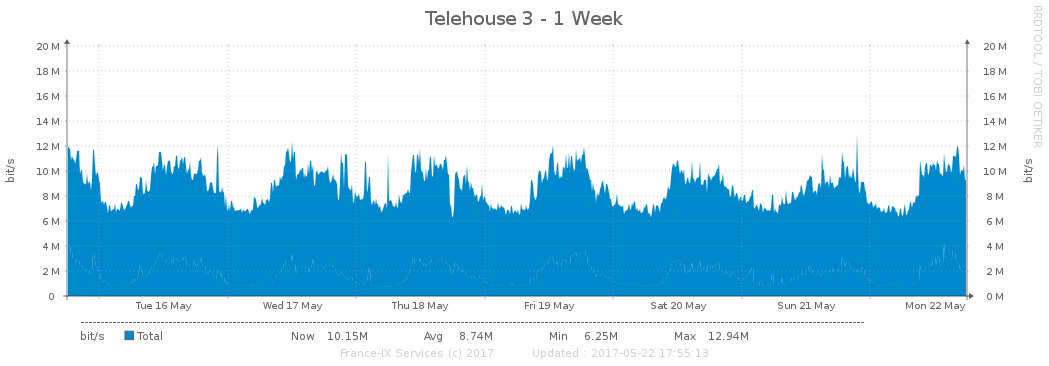 Telehouse 3 - 1 Week
RRDTOOL / TOBI OETIKER
bit/s
20 M 20 M
18 M 18 M
16 M 16 M
14 M 14 M
12 M 12 M
10 M 10 M
8 M 8 M
6 M 6 M
4 M 4 M
2 M 2 M
0 0 M
bit/s
Tue 16 May Wed 17 May Thu 18 May Fri 19 May Sat 20 May Sun 21 May Mon 22 May
bit/s Total Now 10.15M Avg 8.74M Min 6.25M Max 12.94M
France-IX Services (c) 2017 Updated : 2017-05-22 17:55:13